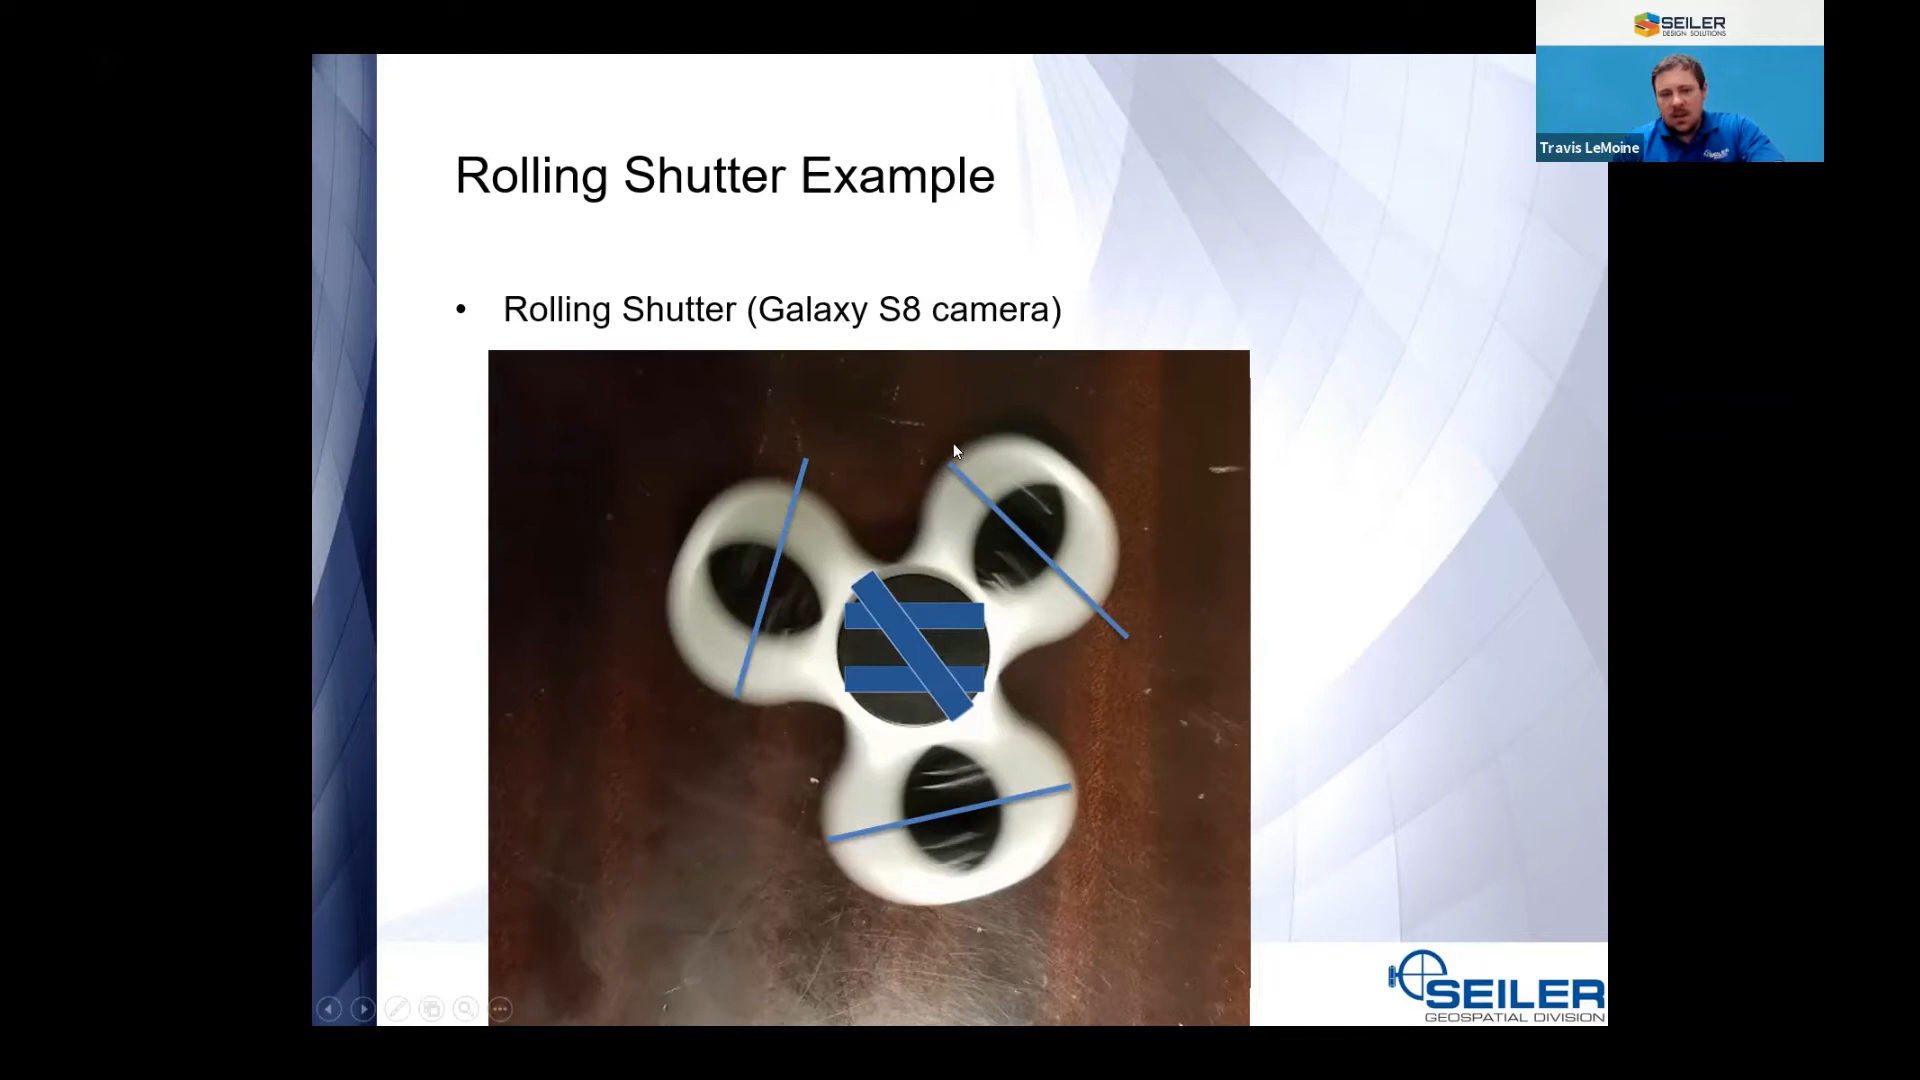 SEILER
DESIGN SOLUTIONS
Travis LeMoine
Rolling Shutter Example
• Rolling Shutter (Galaxy S8 camera)
SEILER
GEOSPATIAL DIVISION